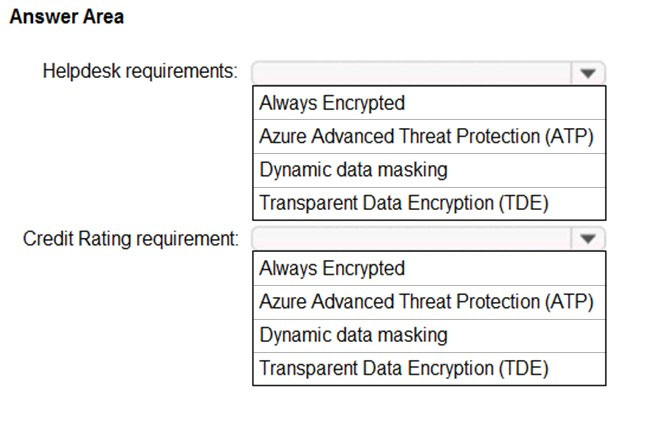 Answer Area
Helpdesk requirements:
Always Encrypted
Azure Advanced Threat Protection (ATP)
Dynamic data masking
Transparent Data Encryption (TDE)
Credit Rating requirement:
Always Encrypted
Azure Advanced Threat Protection (ATP)
Dynamic data masking
Transparent Data Encryption (TDE)